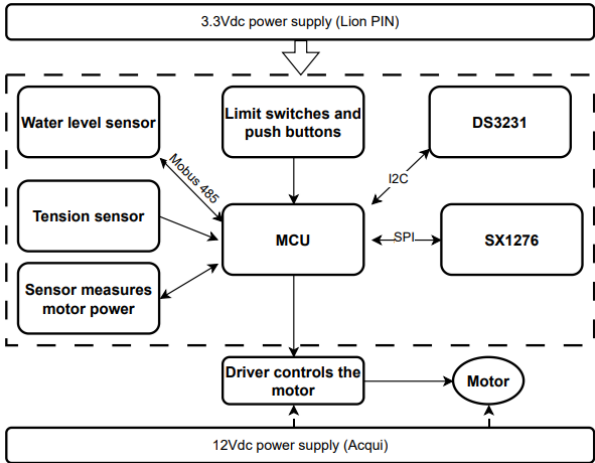 3.3Vdc power supply (Lion PIN)
Water level sensor
Limit switches and
push buttons
DS3231
Mobus 485
I2C
Tension sensor
MCU
SPI
SX1276
Sensor measures
motor power
Driver controls the
motor
Motor
12Vdc power supply (Acqui)